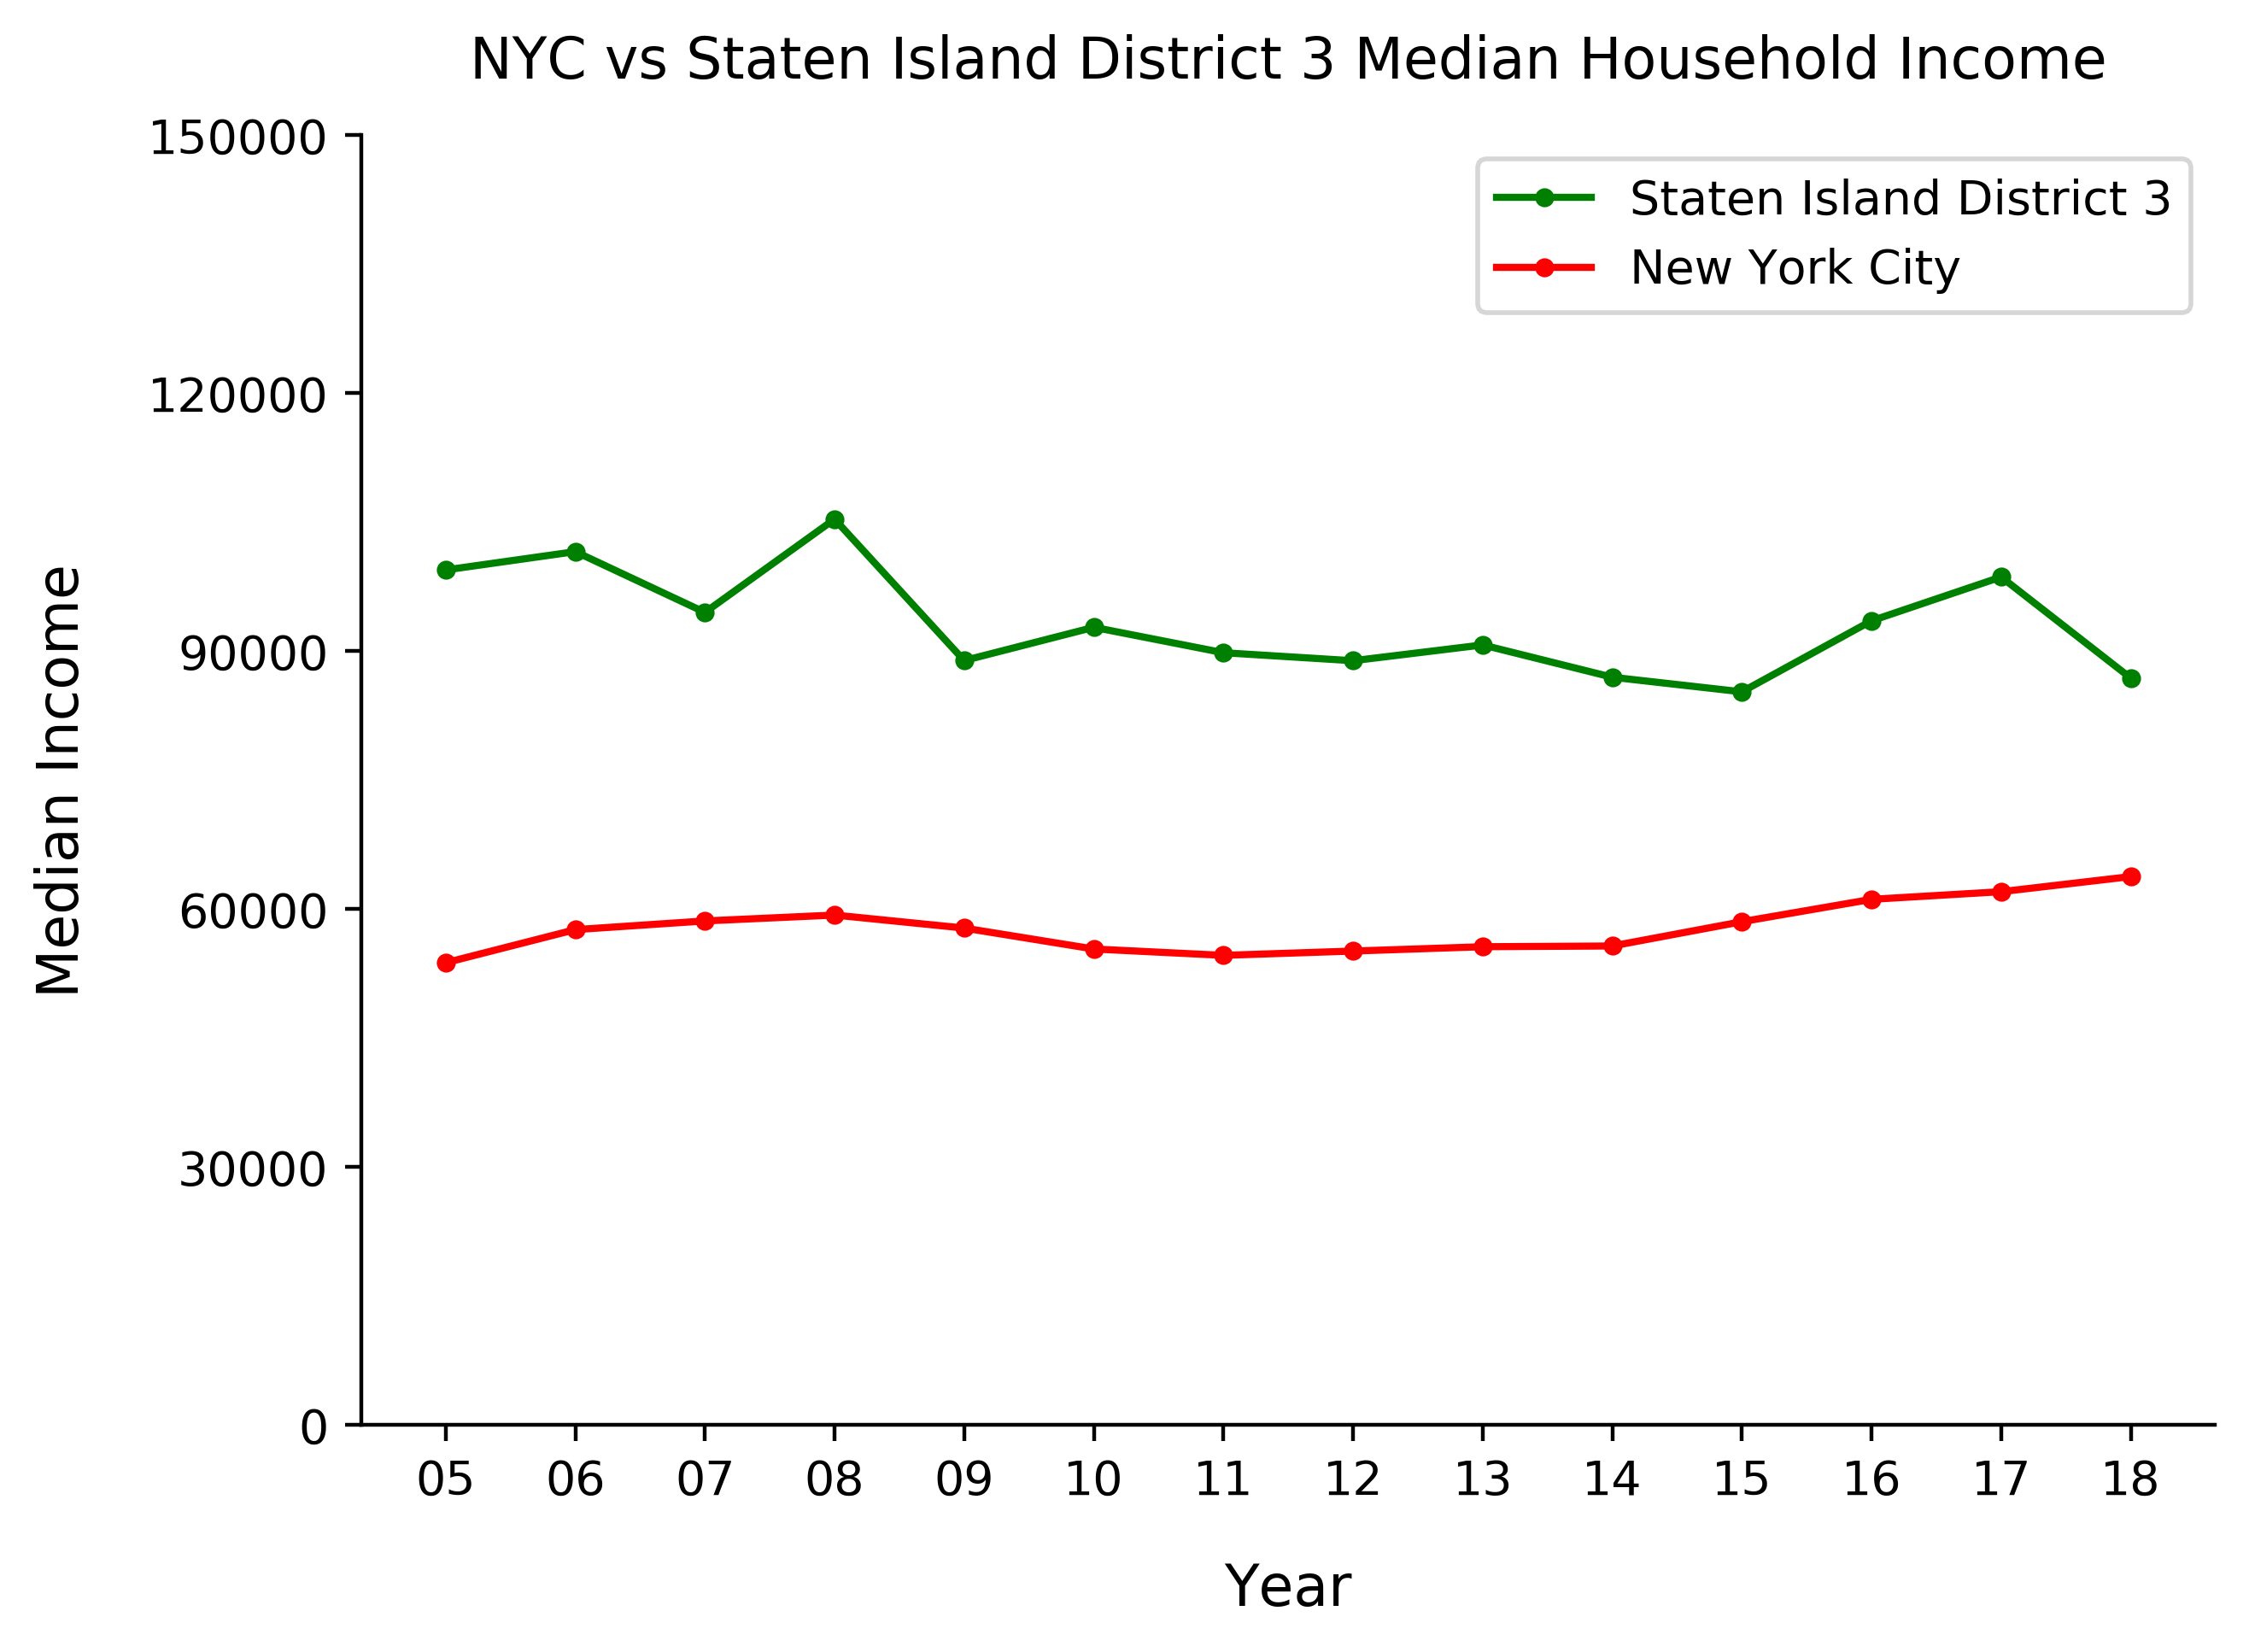 NYC vs Staten Island District 3 Median Household Income
150000
120000
90000
60000
30000
0
Median Income
Staten Island District 3
New York City
05 06 07 08 09 10 11 12 13 14 15 16 17 18
Year